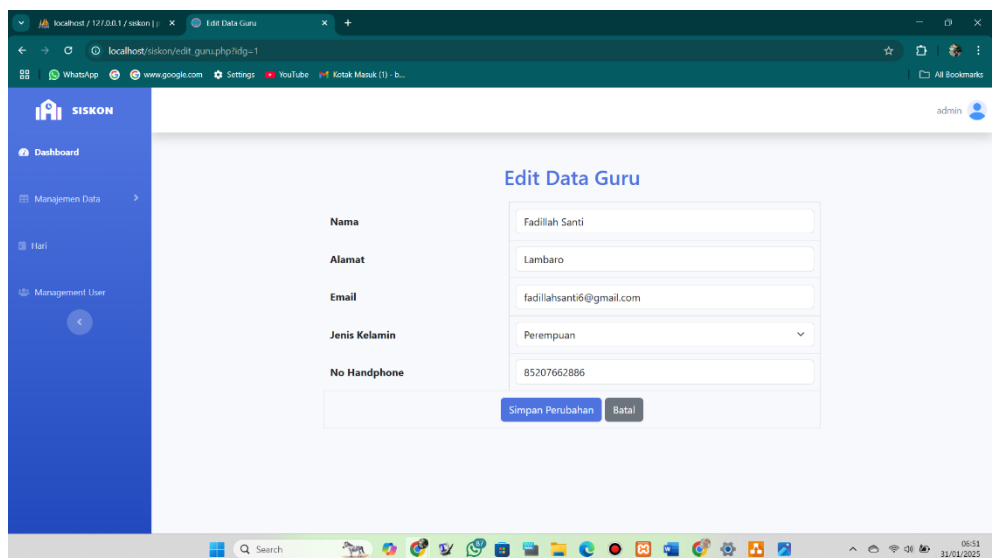 localhost / 127.0.0.1 / siskon | p
Edit Data Guru
localhost/siskon/edit_guru.php?idg=1
WhatsApp
www.google.com
Settings
YouTube
Kotak Masuk (1) - b...
All Bookmarks
SISKON
admin
Dashboard
Manajemen Data
Hari
Management User
Edit Data Guru
Nama
Fadillah Santi
Alamat
Lambaro
Email
fadillahsanti6@gmail.com
Jenis Kelamin
Perempuan
No Handphone
85207662886
Simpan Perubahan
Batal
Search
87
06:51
31/01/2025